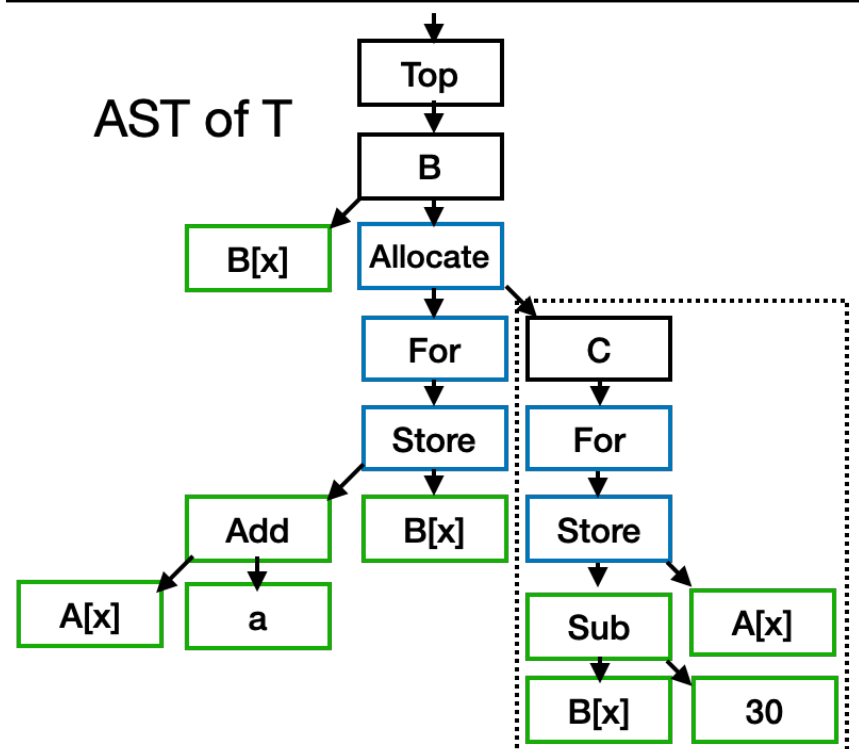 Top
AST of T
B
B[x]
Allocate
For
C
Store
For
Add
B[x]
Store
A[x]
a
Sub
A[x]
B[x]
30